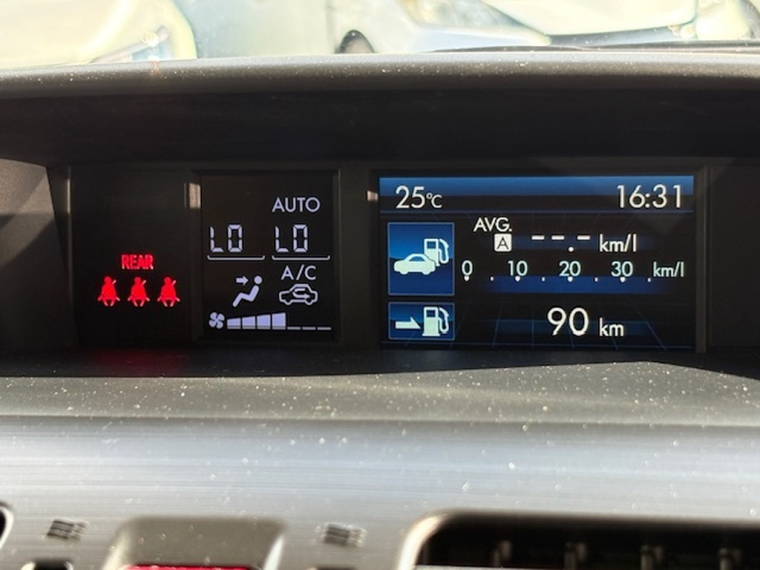 REAR
AUTO
LO LO
A/C
25°C 16:31
AVG.
A --.- km/l
0 . 10 . 20 . 30 . km/l
90 km